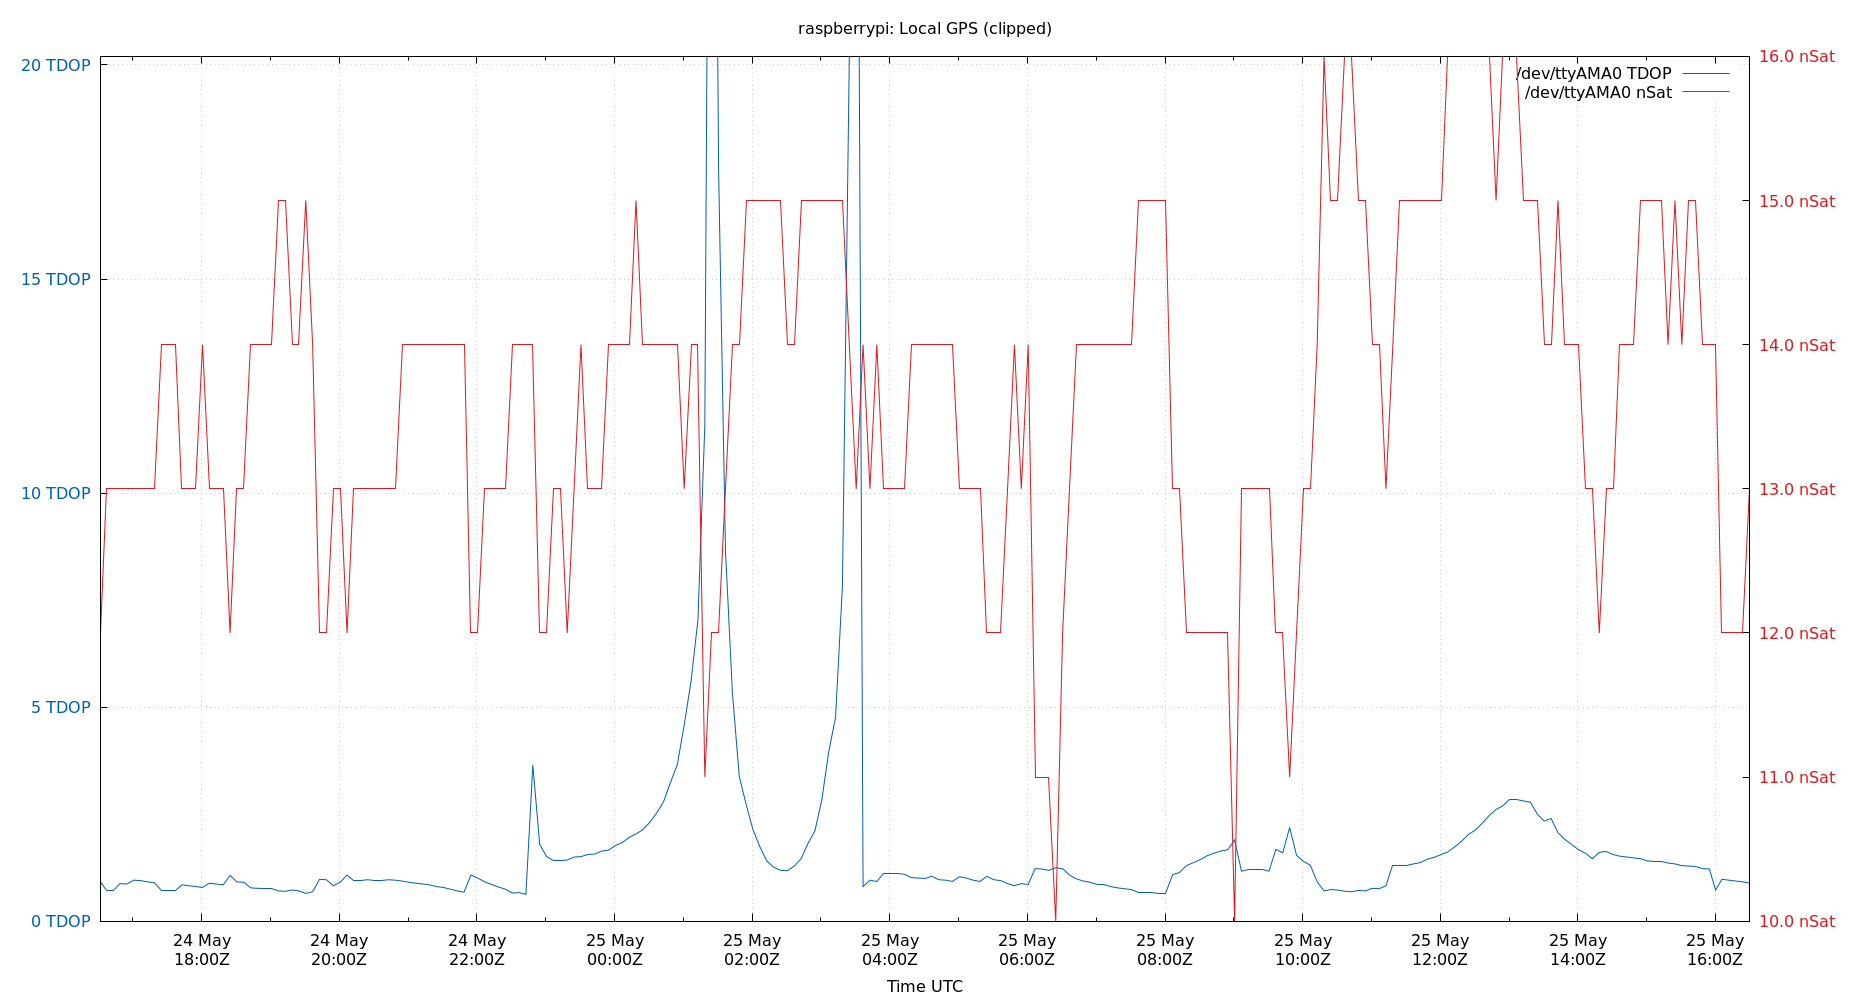 raspberrypi: Local GPS (clipped)
20 TDOP
15 TDOP
10 TDOP
5 TDOP
0 TDOP
16.0 nSat
15.0 nSat
14.0 nSat
13.0 nSat
12.0 nSat
11.0 nSat
10.0 nSat
/dev/ttyAMA0 TDOP
/dev/ttyAMA0 nSat
24 May
18:00Z
24 May
20:00Z
24 May
22:00Z
25 May
00:00Z
25 May
02:00Z
25 May
04:00Z
25 May
06:00Z
25 May
08:00Z
25 May
10:00Z
25 May
12:00Z
25 May
14:00Z
25 May
16:00Z
Time UTC